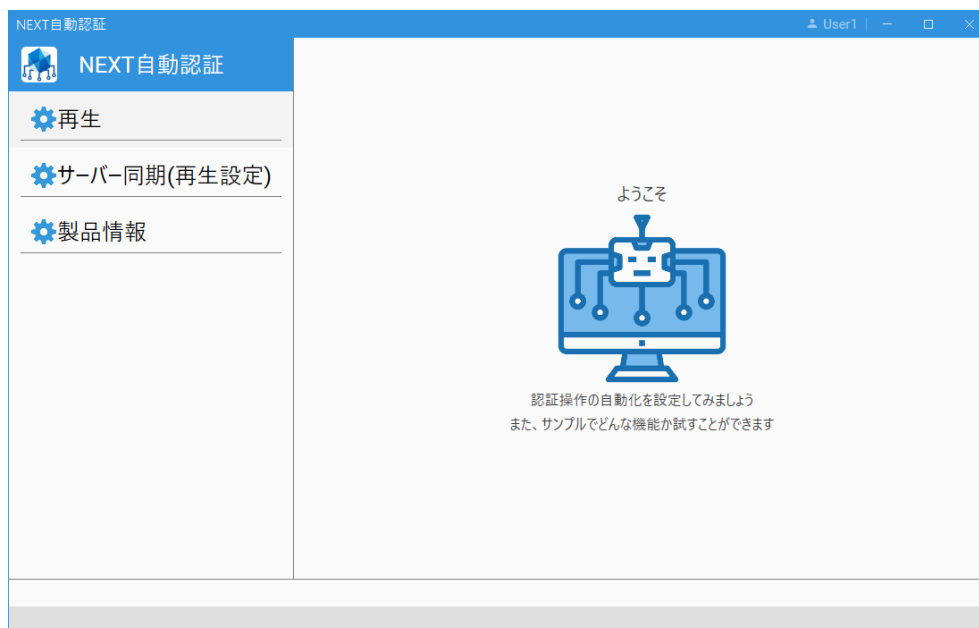 NEXT自動認証
User1
NEXT自動認証
再生
サーバー同期(再生設定)
製品情報
ようこそ
認証操作の自動化を設定してみましょう
また、サンプルでどんな機能か試すことができます